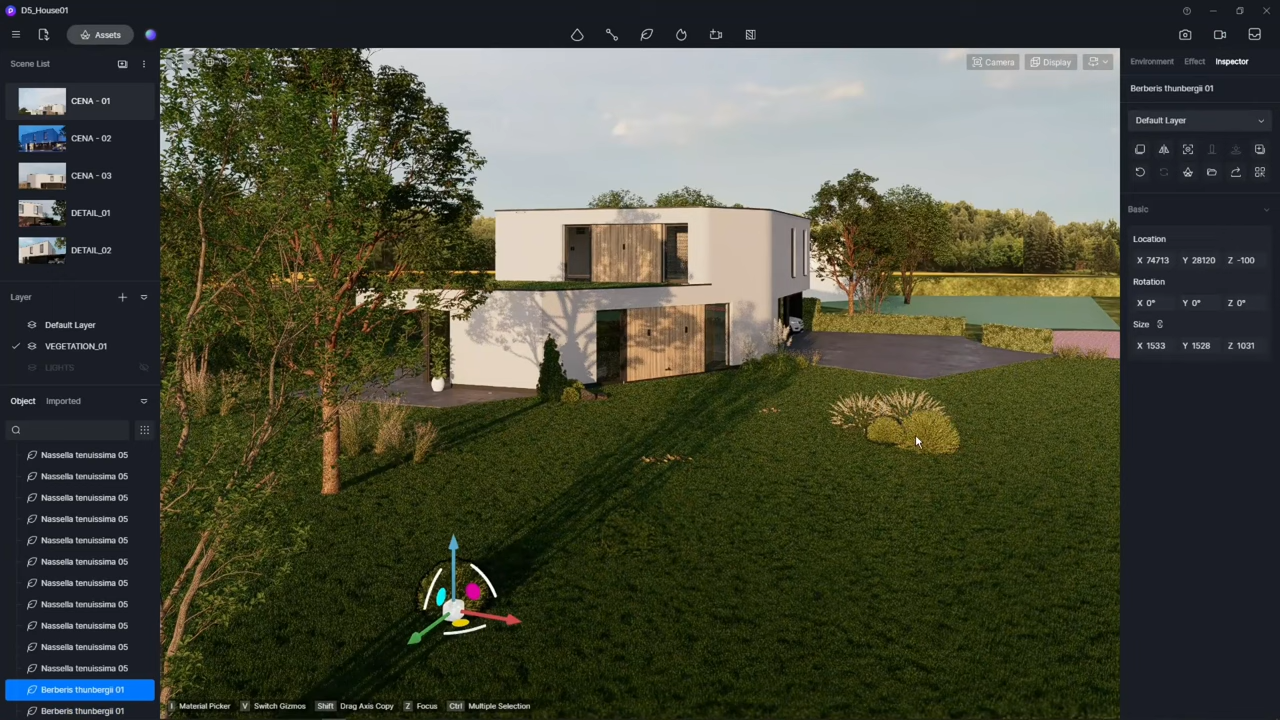 D5_House01
Assets
Scene List
CENA - 01
CENA - 02
CENA - 03
DETAIL_01
DETAIL_02
Layer
Default Layer
VEGETATION_01
LIGHTS
Object Imported
Nassella tenuissima 05
Nassella tenuissima 05
Nassella tenuissima 05
Nassella tenuissima 05
Nassella tenuissima 05
Nassella tenuissima 05
Nassella tenuissima 05
Nassella tenuissima 05
Nassella tenuissima 05
Nassella tenuissima 05
Nassella tenuissima 05
Berberis thunbergii 01
Berberis thunbergii 01
Camera Display
I Material Picker V Switch Gizmos Shift Drag Axis Copy Z Focus Ctrl Multiple Selection
Environment Effect Inspector
Berberis thunbergii 01
Default Layer
Basic
Location
X 74713 Y 28120 Z -100
Rotation
X 0° Y 0° Z 0°
Size
X 1533 Y 1528 Z 1031